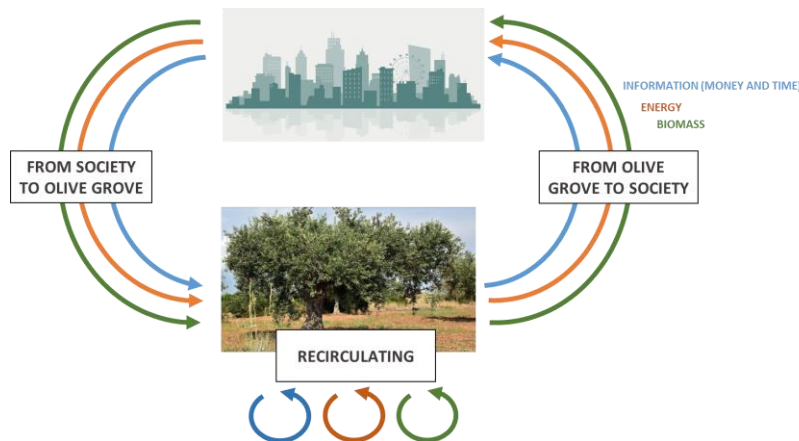 INFORMATION (MONEY AND TIME)
ENERGY
BIOMASS
FROM SOCIETY
TO OLIVE GROVE
FROM OLIVE
GROVE TO SOCIETY
RECIRCULATING